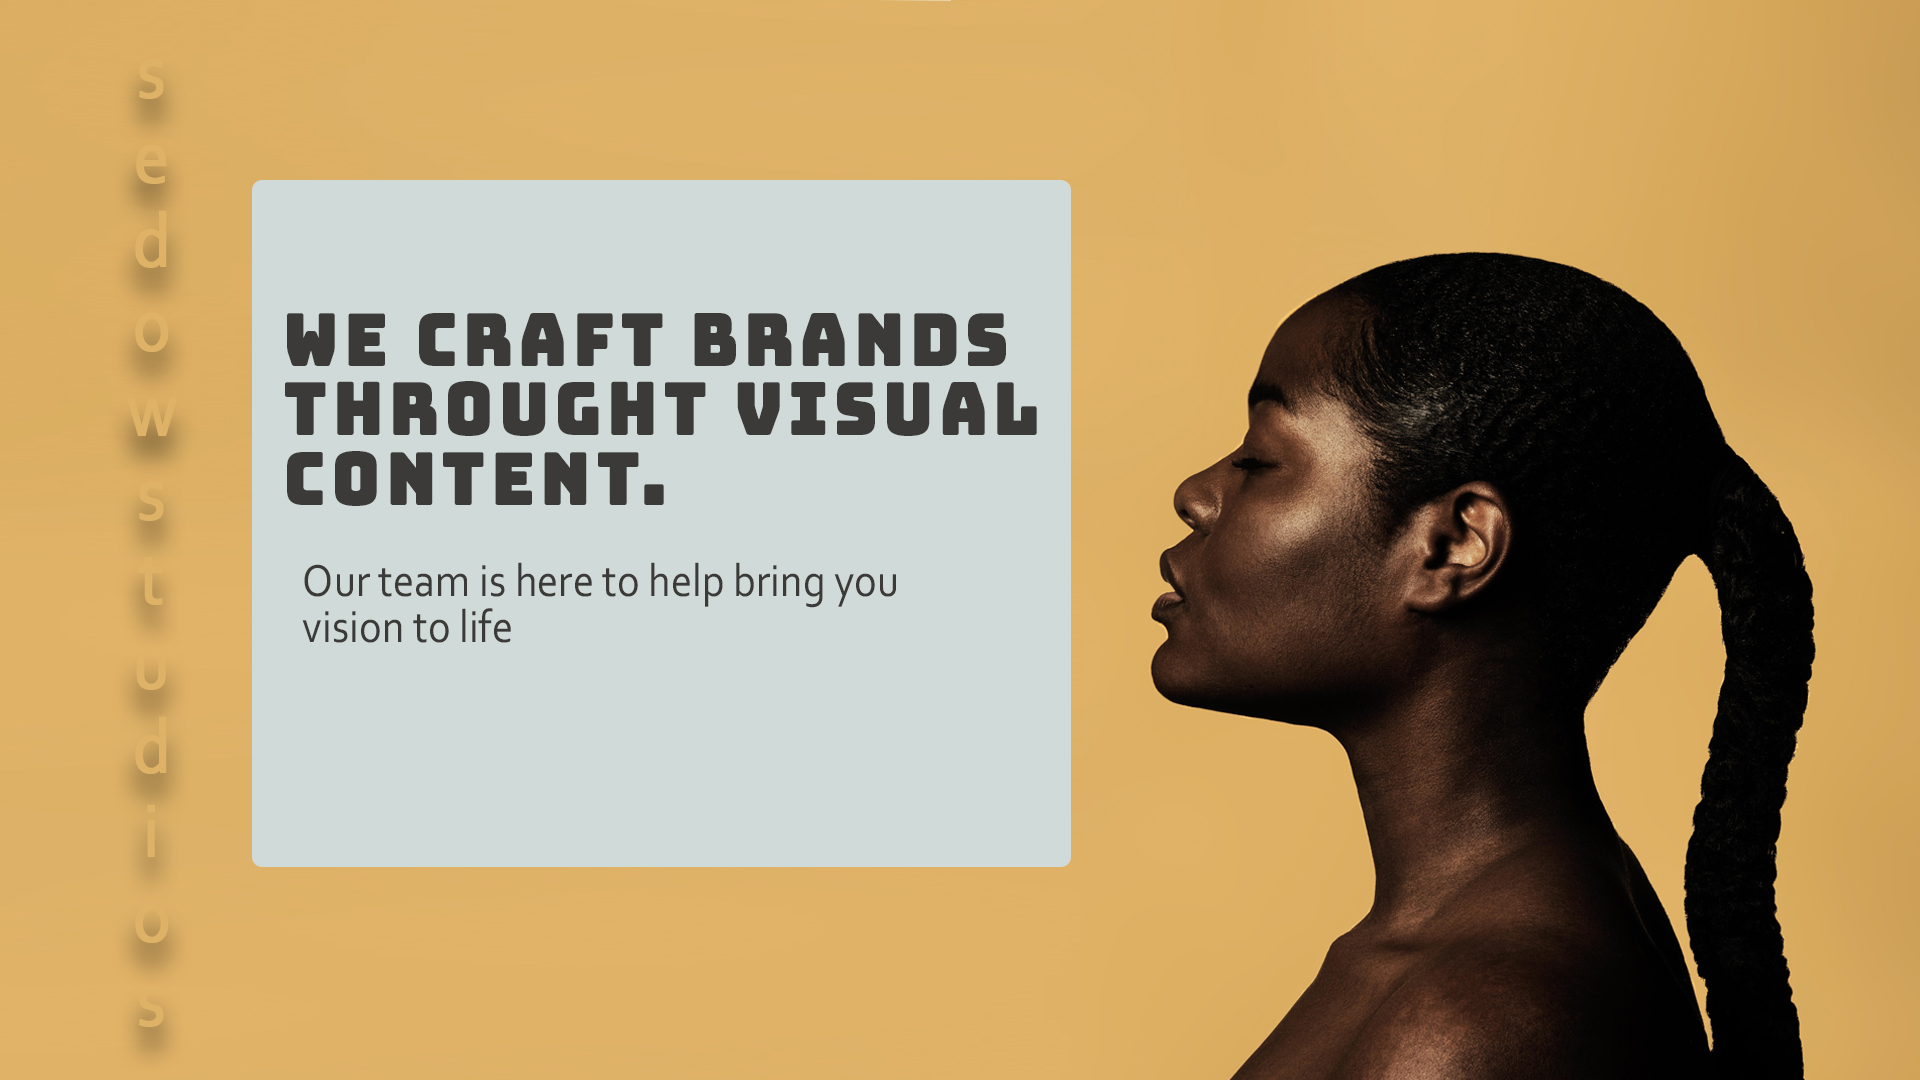 sedowstudios
WE CRAFT BRANDS
THROUGHT VISUAL
CONTENT.
Our team is here to help bring you
vision to life